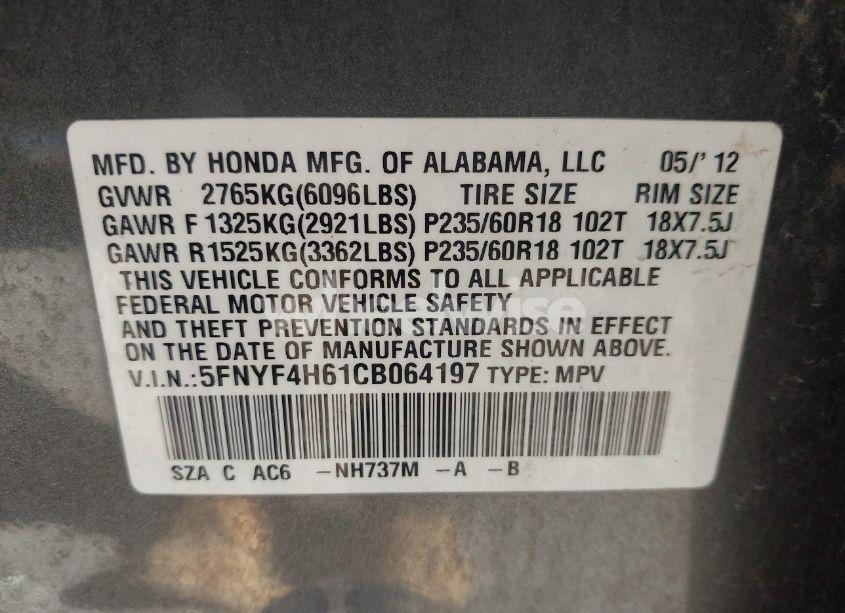 MFD. BY HONDA MFG. OF ALABAMA, LLC 05/' 12
GVWR 2765KG(6096LBS) TIRE SIZE RIM SIZE
GAWR F 1325KG(2921LBS) P235/60R18 102T 18X7.5J
GAWR R1525KG(3362LBS) P235/60R18 102T 18X7.5J
THIS VEHICLE CONFORMS TO ALL APPLICABLE
FEDERAL MOTOR VEHICLE SAFETY
AND THEFT PREVENTION STANDARDS IN EFFECT
ON THE DATE OF MANUFACTURE SHOWN ABOVE.
V.I.N.:5FNYF4H61CB064197 TYPE: MPV
SZA C AC6 -NH737M -A -B